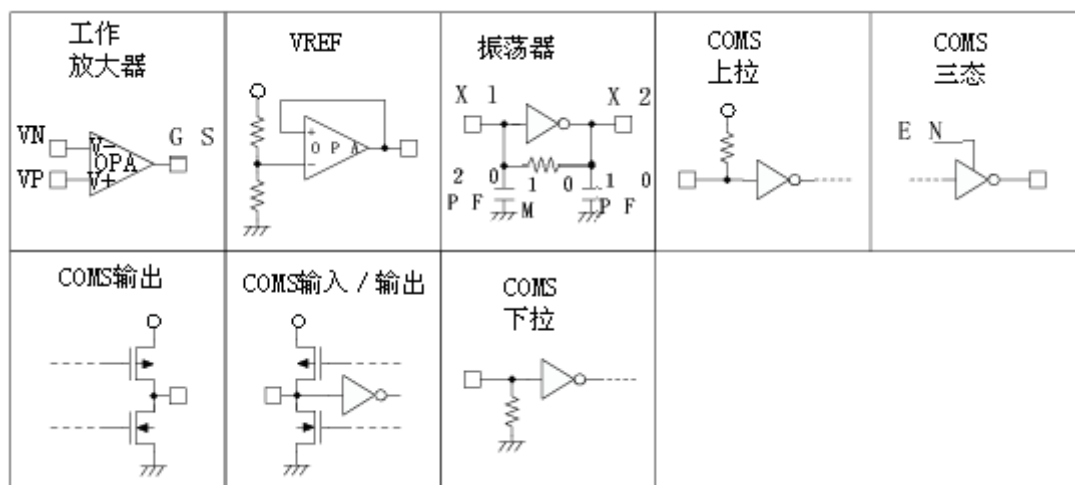 工作
放大器
VN
VP
V-
OPA
V+
G S
VREF
+
OPA
-
振荡器
X 1
X 2
2 0
P F
1 0
M
1 0
P F
COMS
上拉
COMS
三态
E N
COMS输出
COMS输入/输出
COMS
下拉